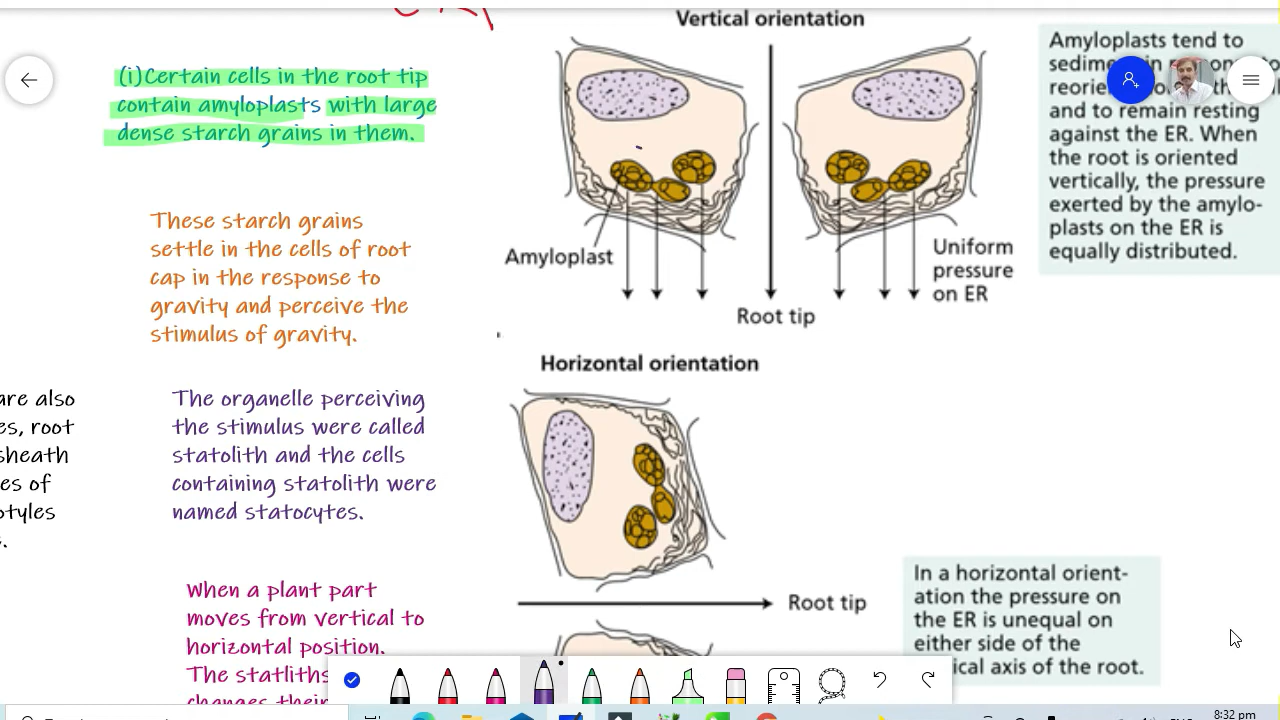 (i)Certain cells in the root tip
contain amyloplasts with large
dense starch grains in them.
These starch grains
settle in the cells of root
cap in the response to
gravity and perceive the
stimulus of gravity.
are also
es, root
sheath
es of
otyles
The organelle perceiving
the stimulus were called
statolith and the cells
containing statolith were
named statocytes.
When a plant part
moves from vertical to
horizontal position.
The statliths
changes their
Vertical orientation
Amyloplast
Uniform
pressure
on ER
Root tip
Amyloplasts tend to
and to remain resting
against the ER. When
the root is oriented
vertically, the pressure
exerted by the amylo-
plasts on the ER is
equally distributed.
Horizontal orientation
Root tip
In a horizontal orient-
ation the pressure on
the ER is unequal on
either side of the
ical axis of the root.
8:32 pm